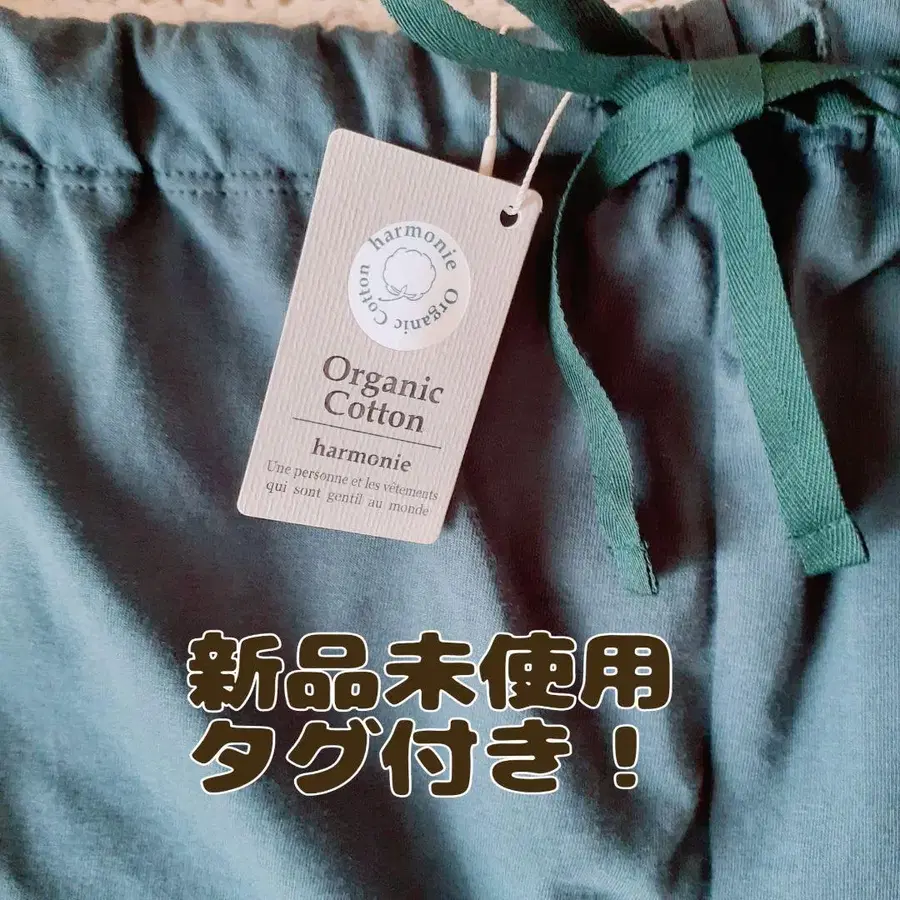 harmonie Organic Cotton
Organic
Cotton
harmonie
Une personne et les vêtements
qui sont gentil au monde
新品未使用
タグ付き！